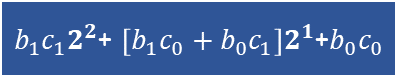 b₁c₁2²+ [b₁c₀ + b₀c₁]2¹+b₀c₀